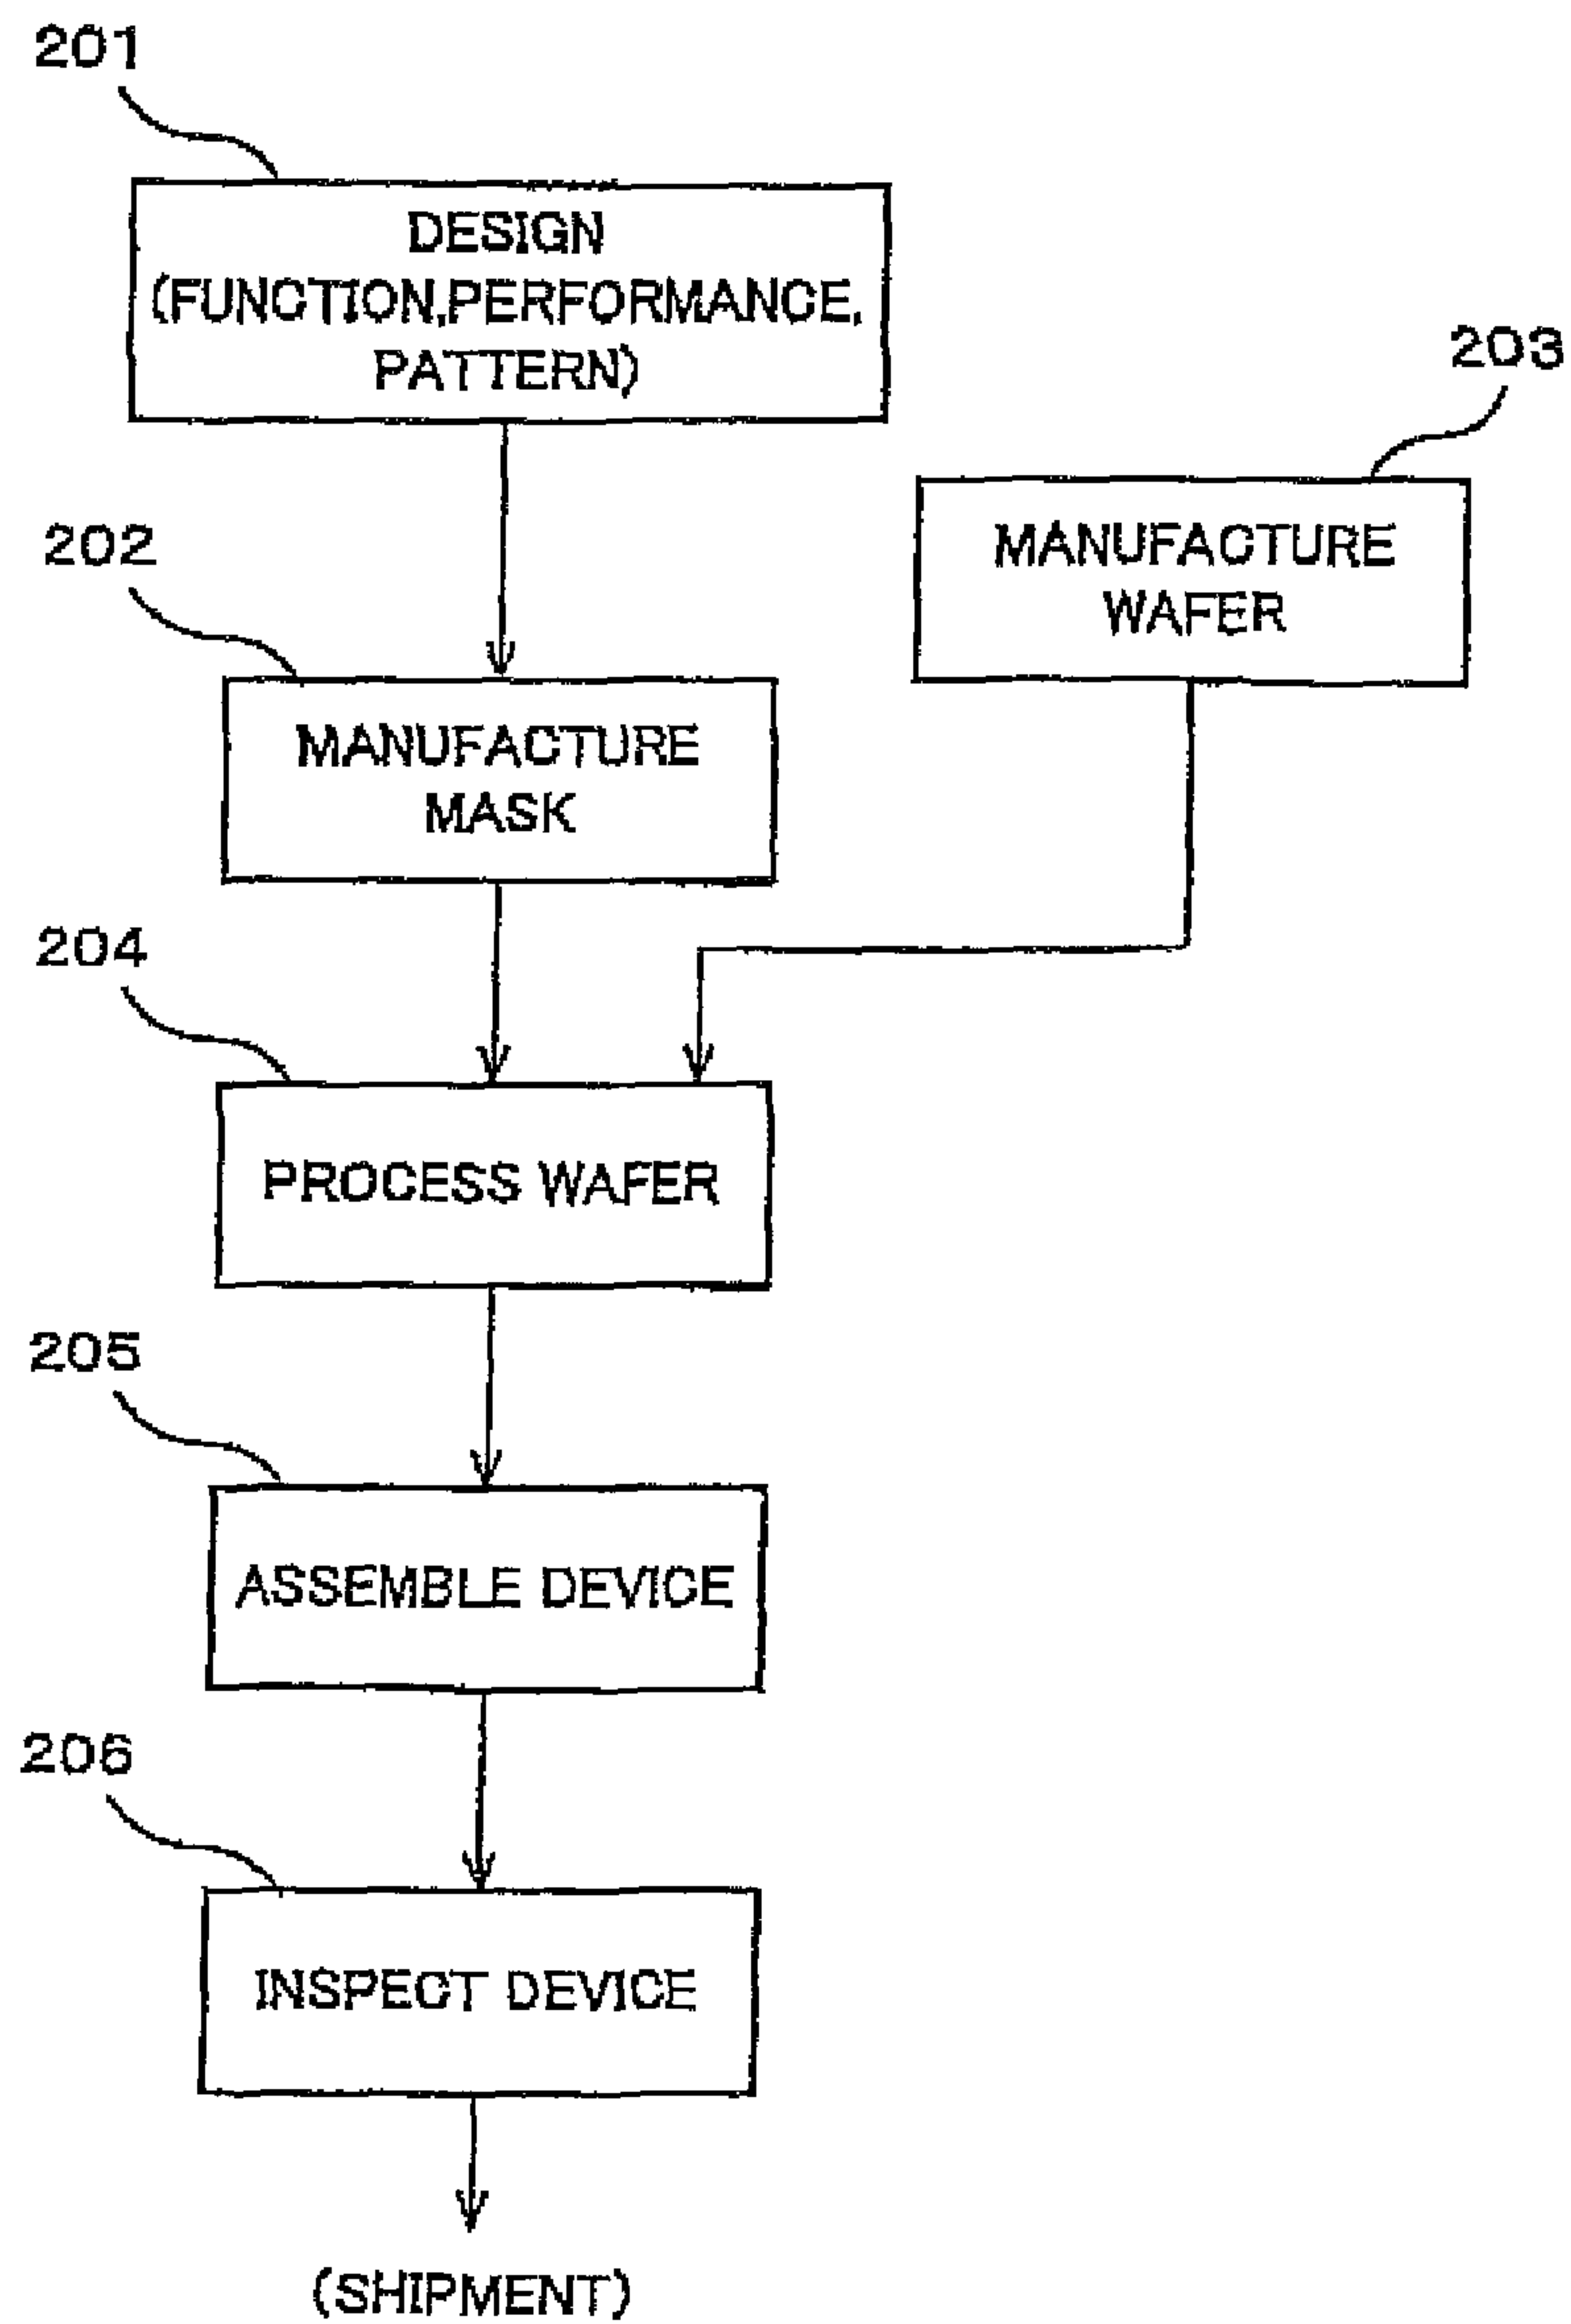 201
DESIGN
(FUNCTION,PERFORMANCE,
PATTERN)
203
MANUFACTURE
WAFER
202
MANUFACTURE
MASK
204
PROCESS WAFER
205
ASSEMBLE DEVICE
206
INSPECT DEVICE
(SHIPMENT)